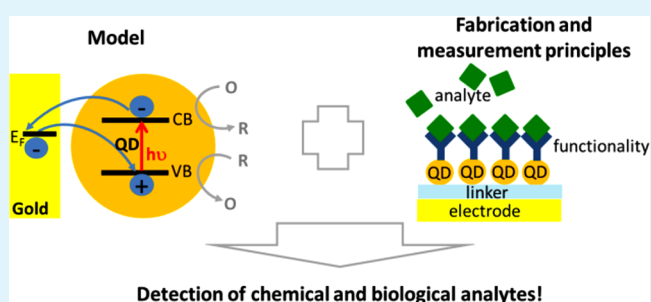 Model
E_F
-
Gold
-
CB
QD
hυ
VB
+
O
R
R
O
Fabrication and
measurement principles
analyte
functionality
QD QD QD QD
linker
electrode
Detection of chemical and biological analytes!